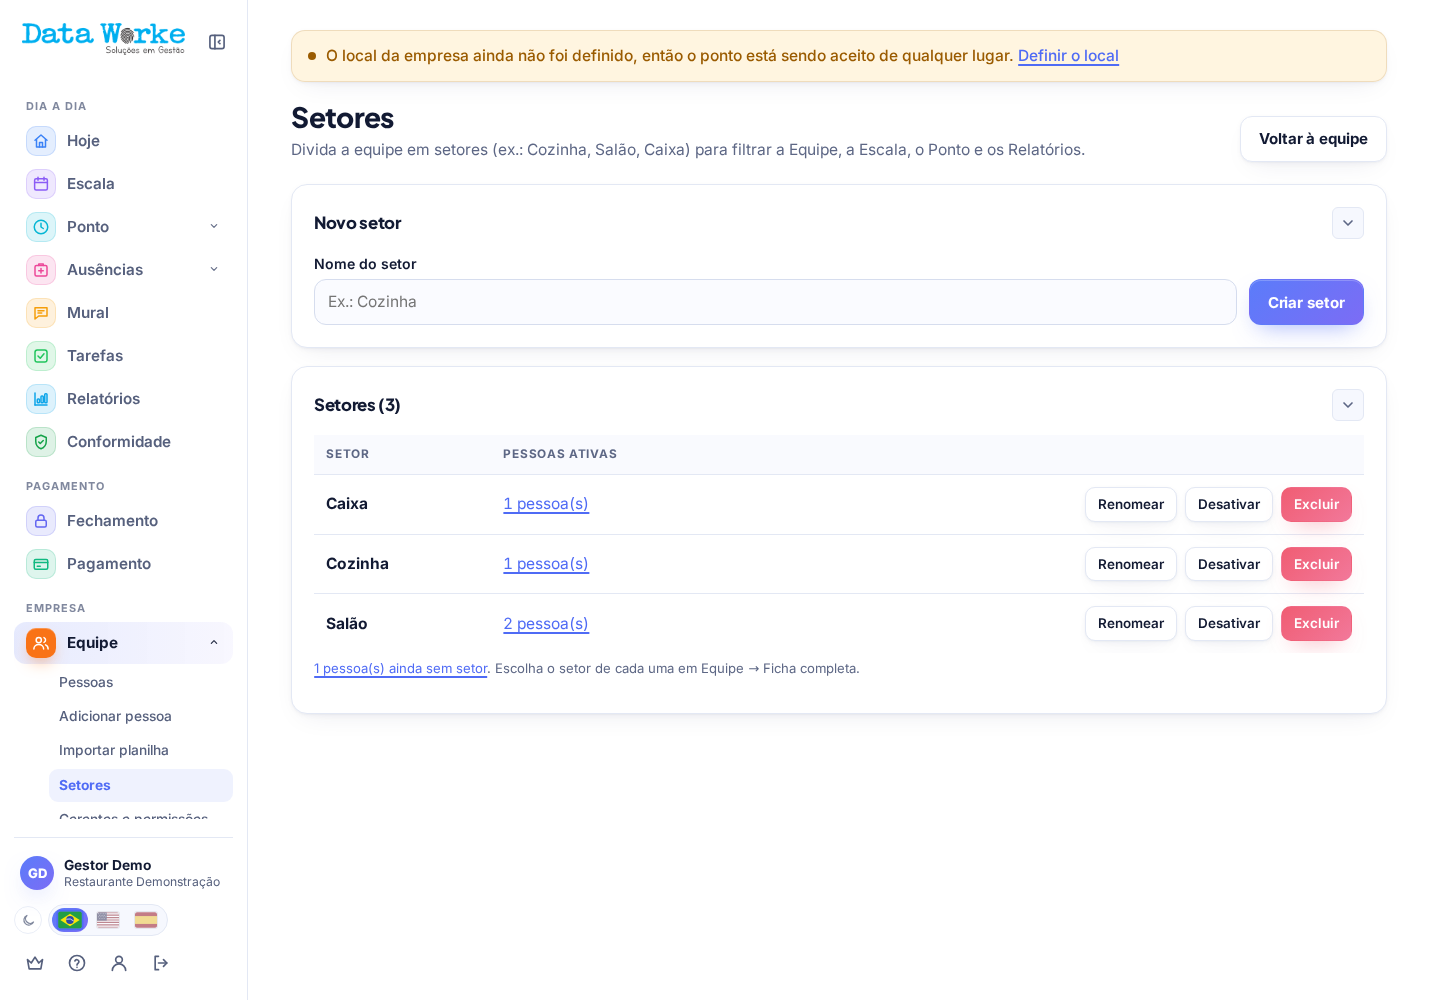 Data Worke
Soluções em Gestão
DIA A DIA
Hoje
Escala
Ponto
Ausências
Mural
Tarefas
Relatórios
Conformidade
PAGAMENTO
Fechamento
Pagamento
EMPRESA
Equipe
Pessoas
Adicionar pessoa
Importar planilha
Setores
Gerentes e permissões
GD
Gestor Demo
Restaurante Demonstração
O local da empresa ainda não foi definido, então o ponto está sendo aceito de qualquer lugar. Definir o local
Setores
Divida a equipe em setores (ex.: Cozinha, Salão, Caixa) para filtrar a Equipe, a Escala, o Ponto e os Relatórios.
Voltar à equipe
Novo setor
Nome do setor
Ex.: Cozinha
Criar setor
Setores (3)
SETOR PESSOAS ATIVAS
Caixa 1 pessoa(s) Renomear Desativar Excluir
Cozinha 1 pessoa(s) Renomear Desativar Excluir
Salão 2 pessoa(s) Renomear Desativar Excluir
1 pessoa(s) ainda sem setor. Escolha o setor de cada uma em Equipe → Ficha completa.